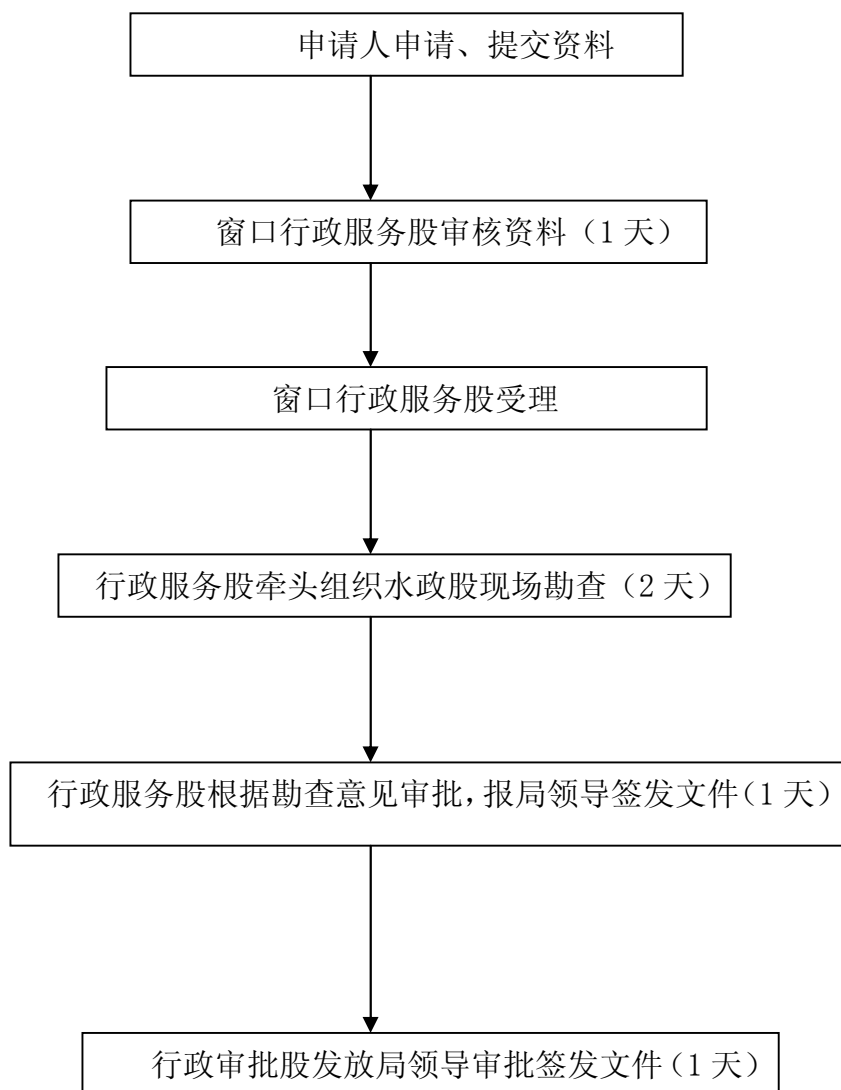 申请人申请、提交资料
窗口行政服务股审核资料（1 天）
窗口行政服务股受理
行政服务股牵头组织水政股现场勘查（2 天）
行政服务股根据勘查意见审批，报局领导签发文件（1 天）
行政审批股发放局领导审批签发文件（1 天）